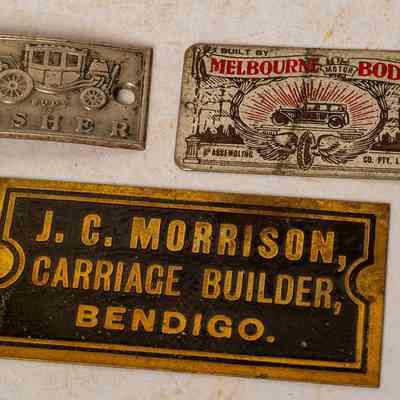 SHER
BUILT BY
MELBOURNE MOTOR BOD
& ASSEMBLING CO. PTY. L
J. C. MORRISON,
CARRIAGE BUILDER,
BENDIGO.